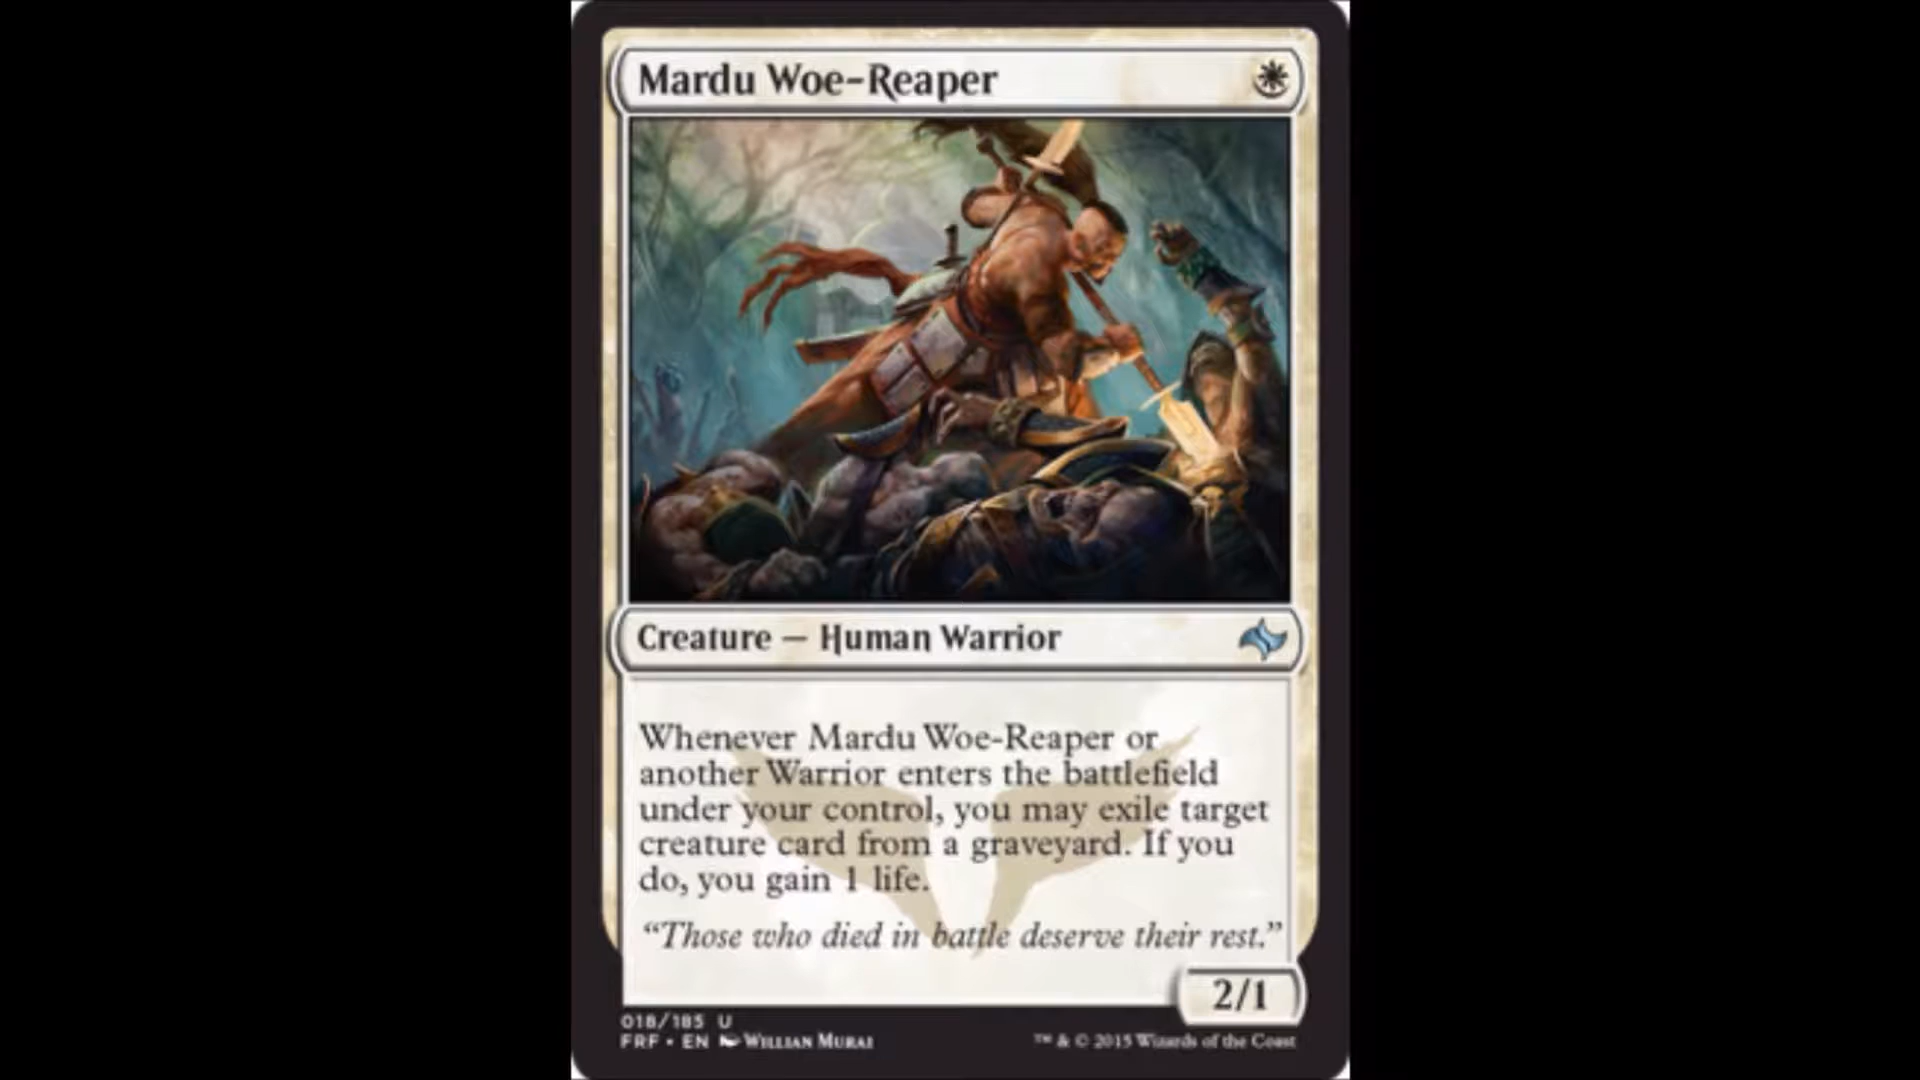 Mardu Woe-Reaper
Creature — Human Warrior
Whenever Mardu Woe-Reaper or
another Warrior enters the battlefield
under your control, you may exile target
creature card from a graveyard. If you
do, you gain 1 life.
“Those who died in battle deserve their rest.”
2/1
018/185 U
FRF • EN WILLIAN MURAI
™ & © 2015 Wizards of the Coast